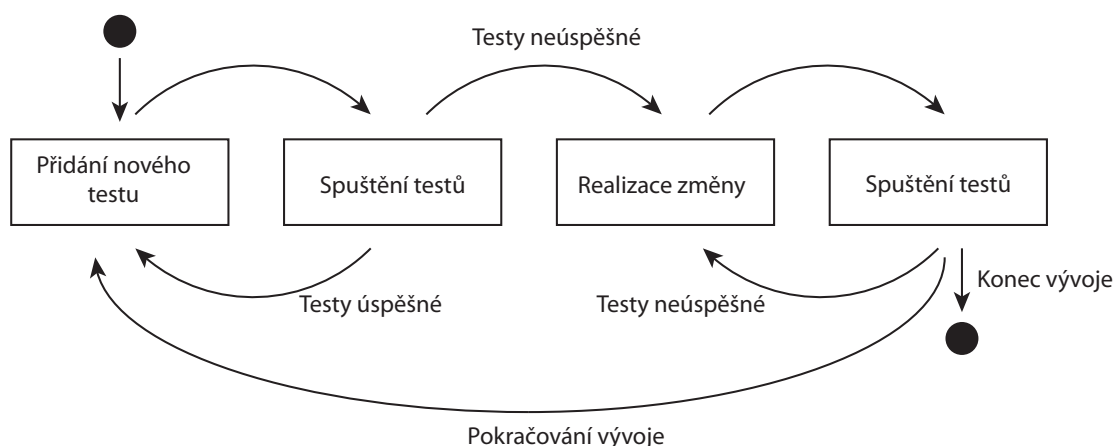 Testy neúspěšné
Přidání nového
testu
Spuštění testů
Realizace změny
Spuštění testů
Testy úspěšné
Testy neúspěšné
Konec vývoje
Pokračování vývoje